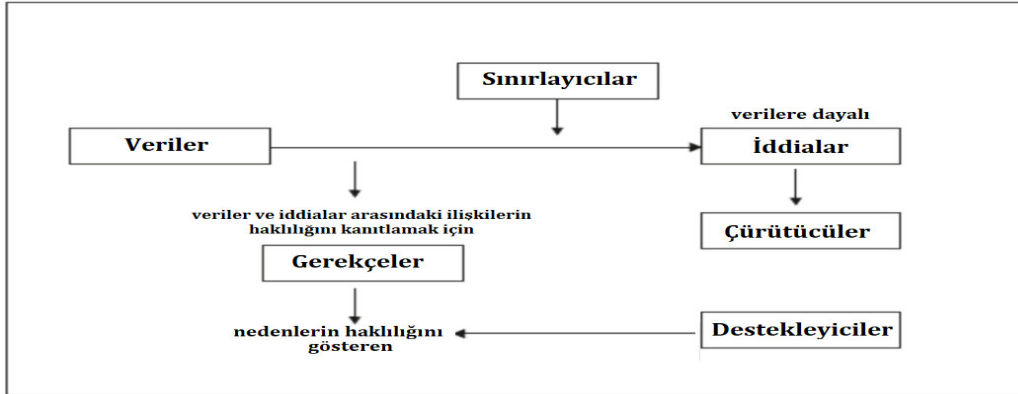 Sınırlayıcılar
verilere dayalı
Veriler
İddialar
veriler ve iddialar arasındaki ilişkilerin
haklılığını kanıtlamak için
Çürütücüler
Gerekçeler
nedenlerin haklılığını
gösteren
Destekleyiciler